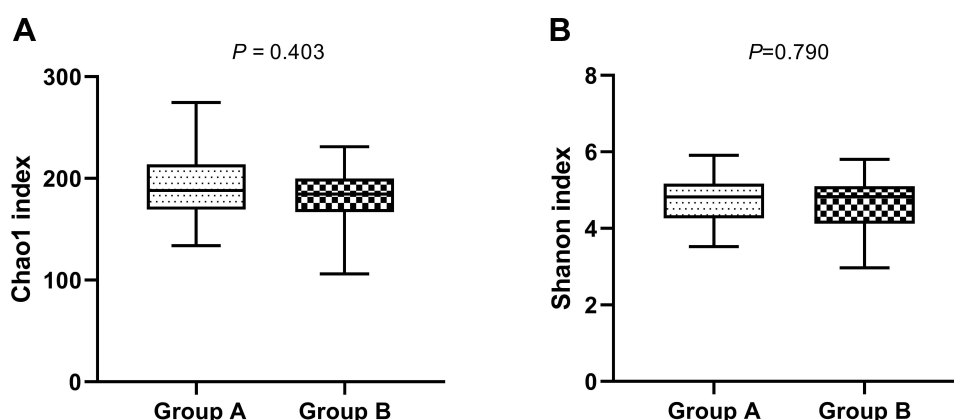 A
P = 0.403
300
200
100
0
Chao1 index
Group A
Group B
B
P=0.790
8
6
4
2
0
Shanon index
Group A
Group B